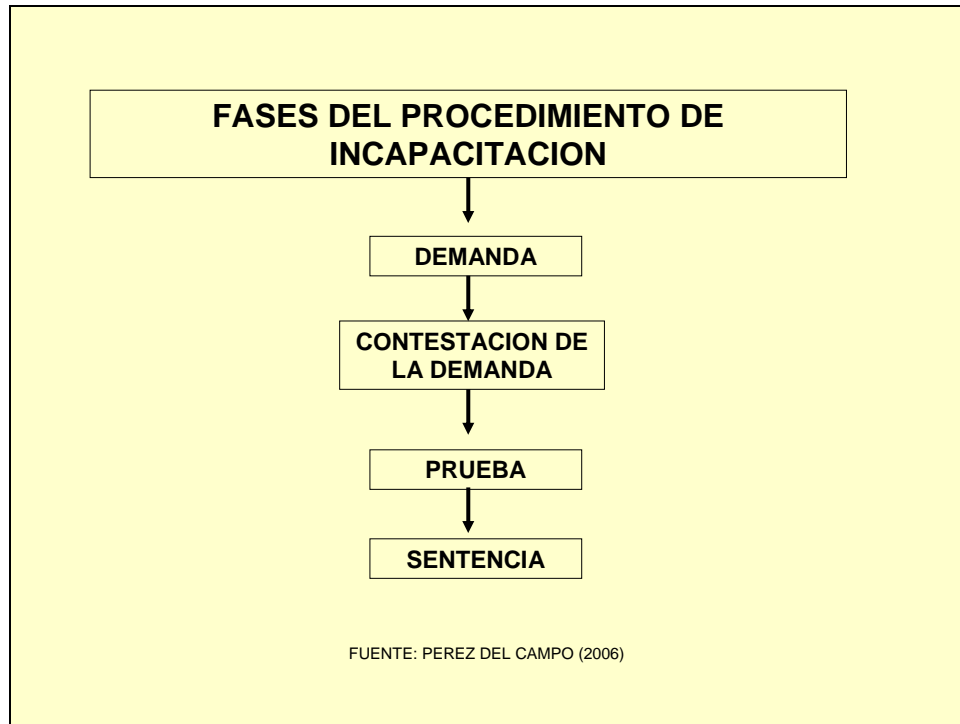 FASES DEL PROCEDIMIENTO DE
INCAPACITACION
DEMANDA
CONTESTACION DE
LA DEMANDA
PRUEBA
SENTENCIA
FUENTE: PEREZ DEL CAMPO (2006)